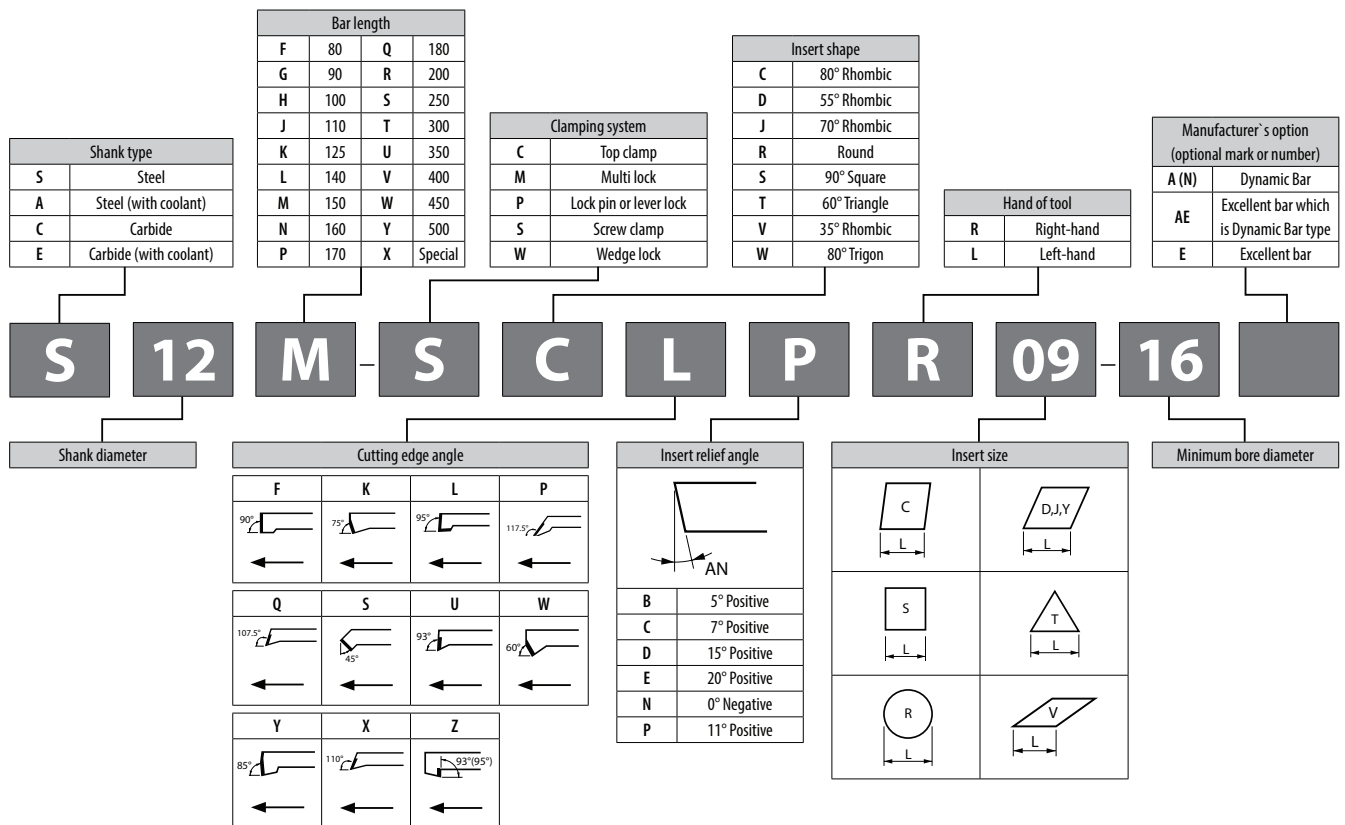 Bar length
F 80 Q 180
G 90 R 200
H 100 S 250
J 110 T 300
K 125 U 350
L 140 V 400
M 150 W 450
N 160 Y 500
P 170 X Special
Insert shape
C 80° Rhombic
D 55° Rhombic
J 70° Rhombic
R Round
S 90° Square
T 60° Triangle
V 35° Rhombic
W 80° Trigon
Shank type
S Steel
A Steel (with coolant)
C Carbide
E Carbide (with coolant)
Clamping system
C Top clamp
M Multi lock
P Lock pin or lever lock
S Screw clamp
W Wedge lock
Hand of tool
R Right-hand
L Left-hand
Manufacturer`s option
(optional mark or number)
A (N) Dynamic Bar
AE Excellent bar which
is Dynamic Bar type
E Excellent bar
S 12 M – S C L P R 09 – 16
Shank diameter
Cutting edge angle
F K L P
90° 75° 95° 117.5°
Q S U W
107.5° 45° 93° 60°
Y X Z
85° 110° 93°(95°)
Insert relief angle
AN
B 5° Positive
C 7° Positive
D 15° Positive
E 20° Positive
N 0° Negative
P 11° Positive
Insert size
C D,J,Y
L L
S T
L L
R V
L L
Minimum bore diameter